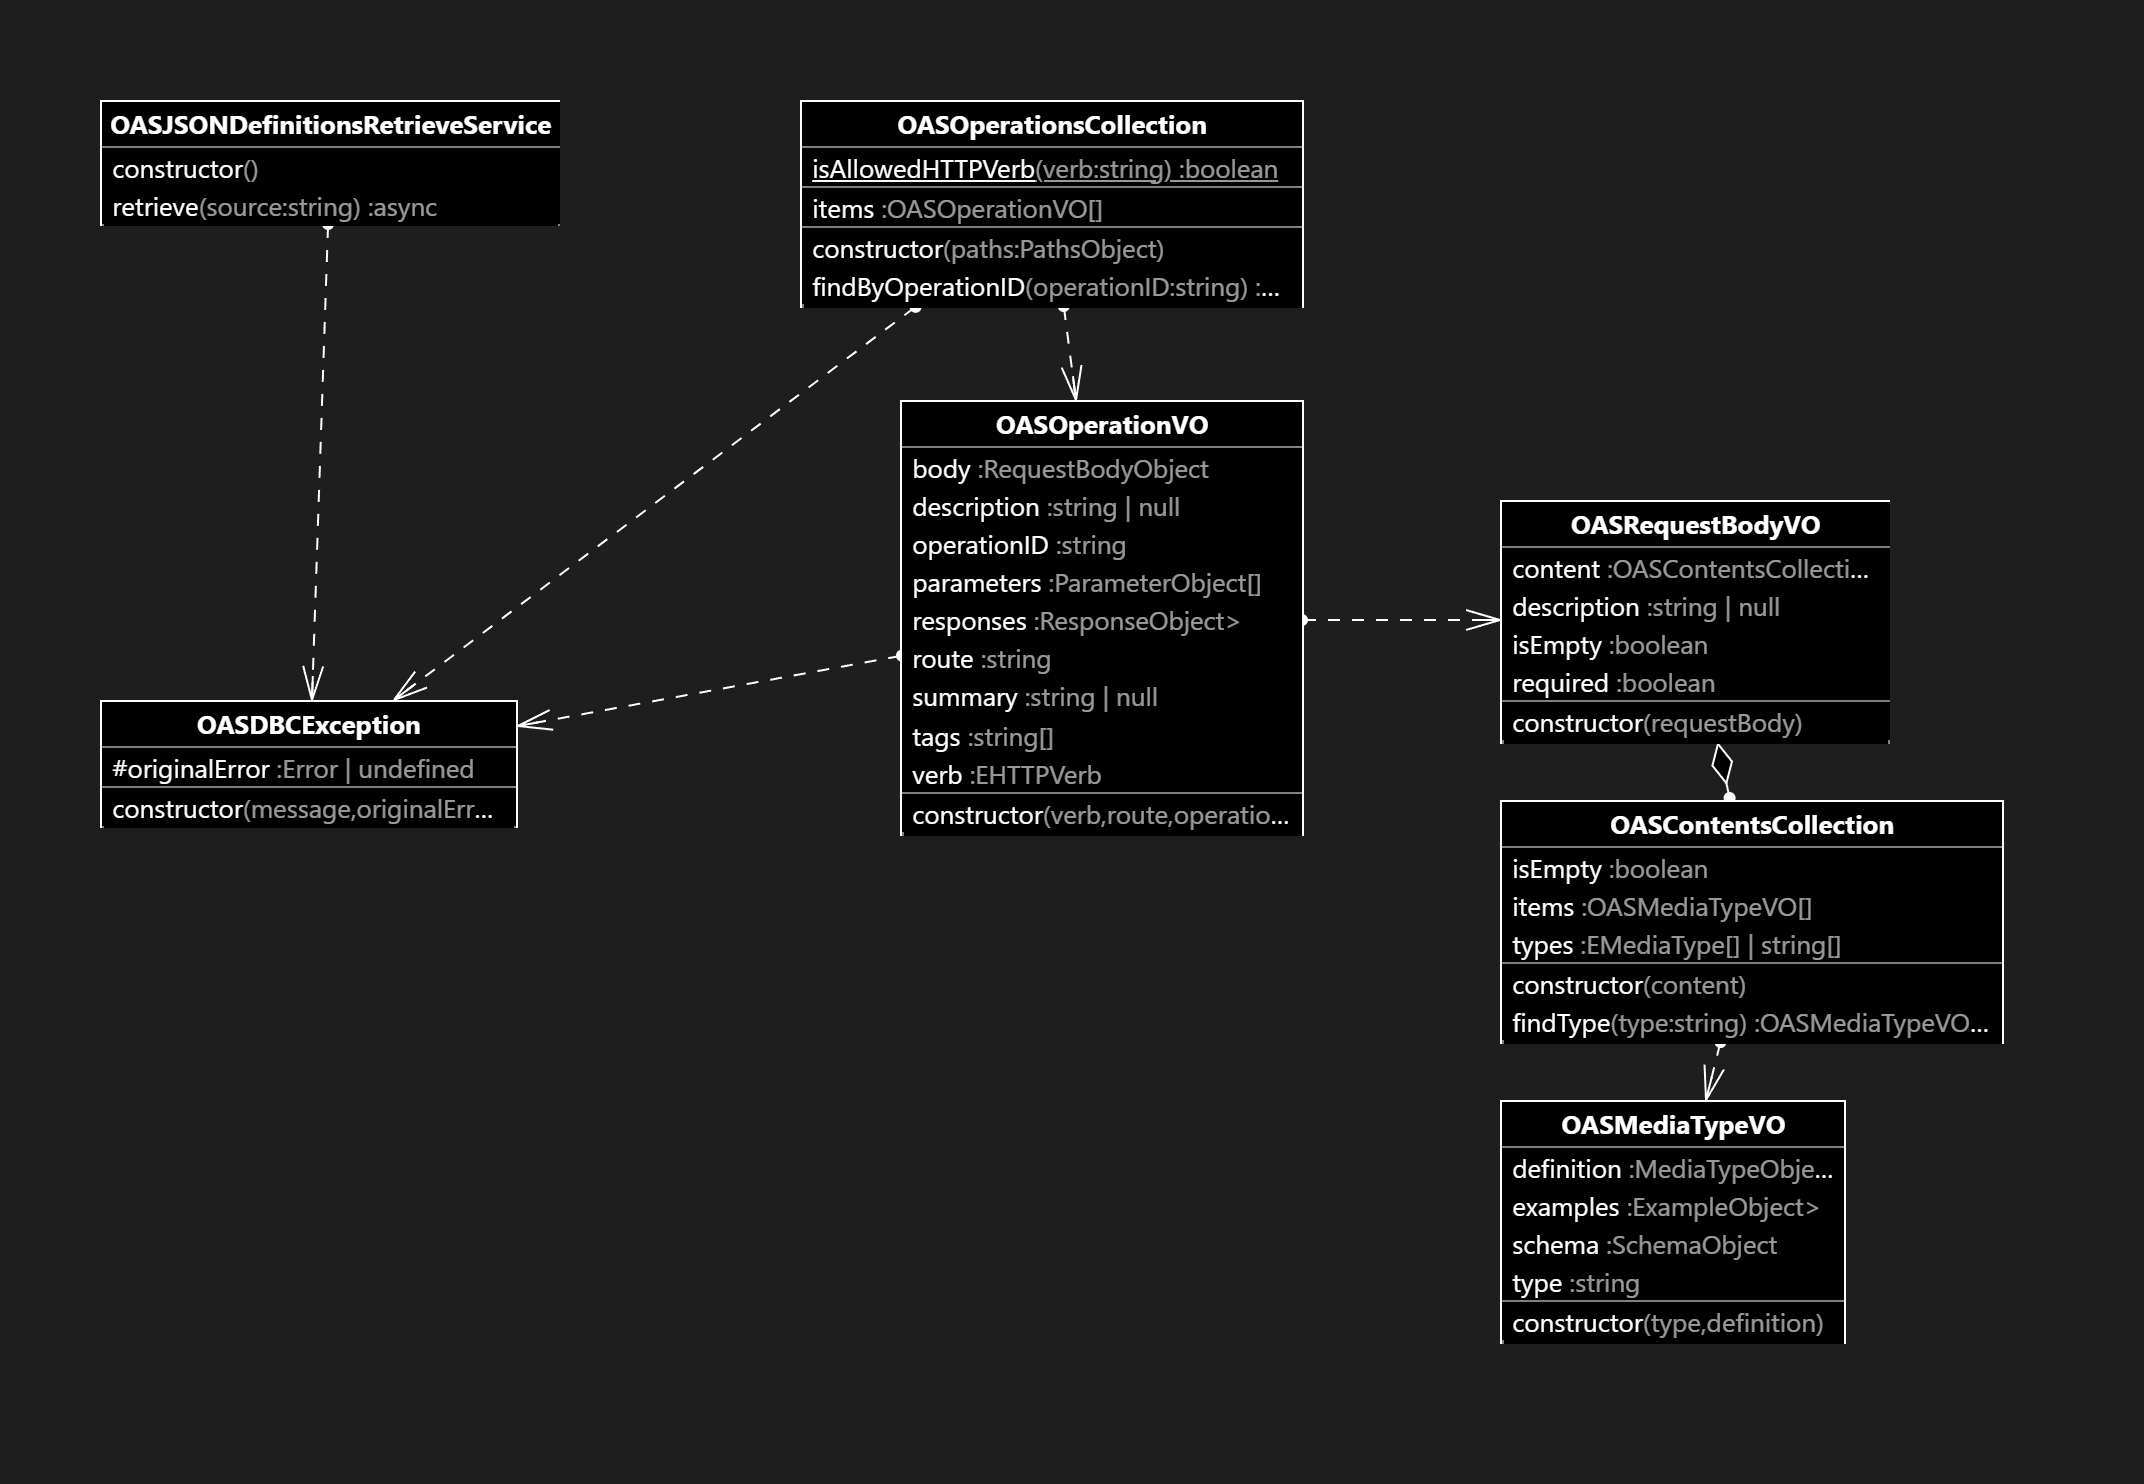 OASJSONDefinitionsRetrieveService
constructor()
retrieve(source:string) :async
OASOperationsCollection
isAllowedHTTPVerb(verb:string) :boolean
items :OASOperationVO[]
constructor(paths:PathsObject)
findByOperationID(operationID:string) :...
OASOperationVO
body :RequestBodyObject
description :string | null
operationID :string
parameters :ParameterObject[]
responses :ResponseObject>
route :string
summary :string | null
tags :string[]
verb :EHTTPVerb
constructor(verb,route,operatio...
OASRequestBodyVO
content :OASContentsCollecti...
description :string | null
isEmpty :boolean
required :boolean
constructor(requestBody)
OASDBCException
#originalError :Error | undefined
constructor(message,originalErr...
OASContentsCollection
isEmpty :boolean
items :OASMediaTypeVO[]
types :EMediaType[] | string[]
constructor(content)
findType(type:string) :OASMediaTypeVO...
OASMediaTypeVO
definition :MediaTypeObje...
examples :ExampleObject>
schema :SchemaObject
type :string
constructor(type,definition)